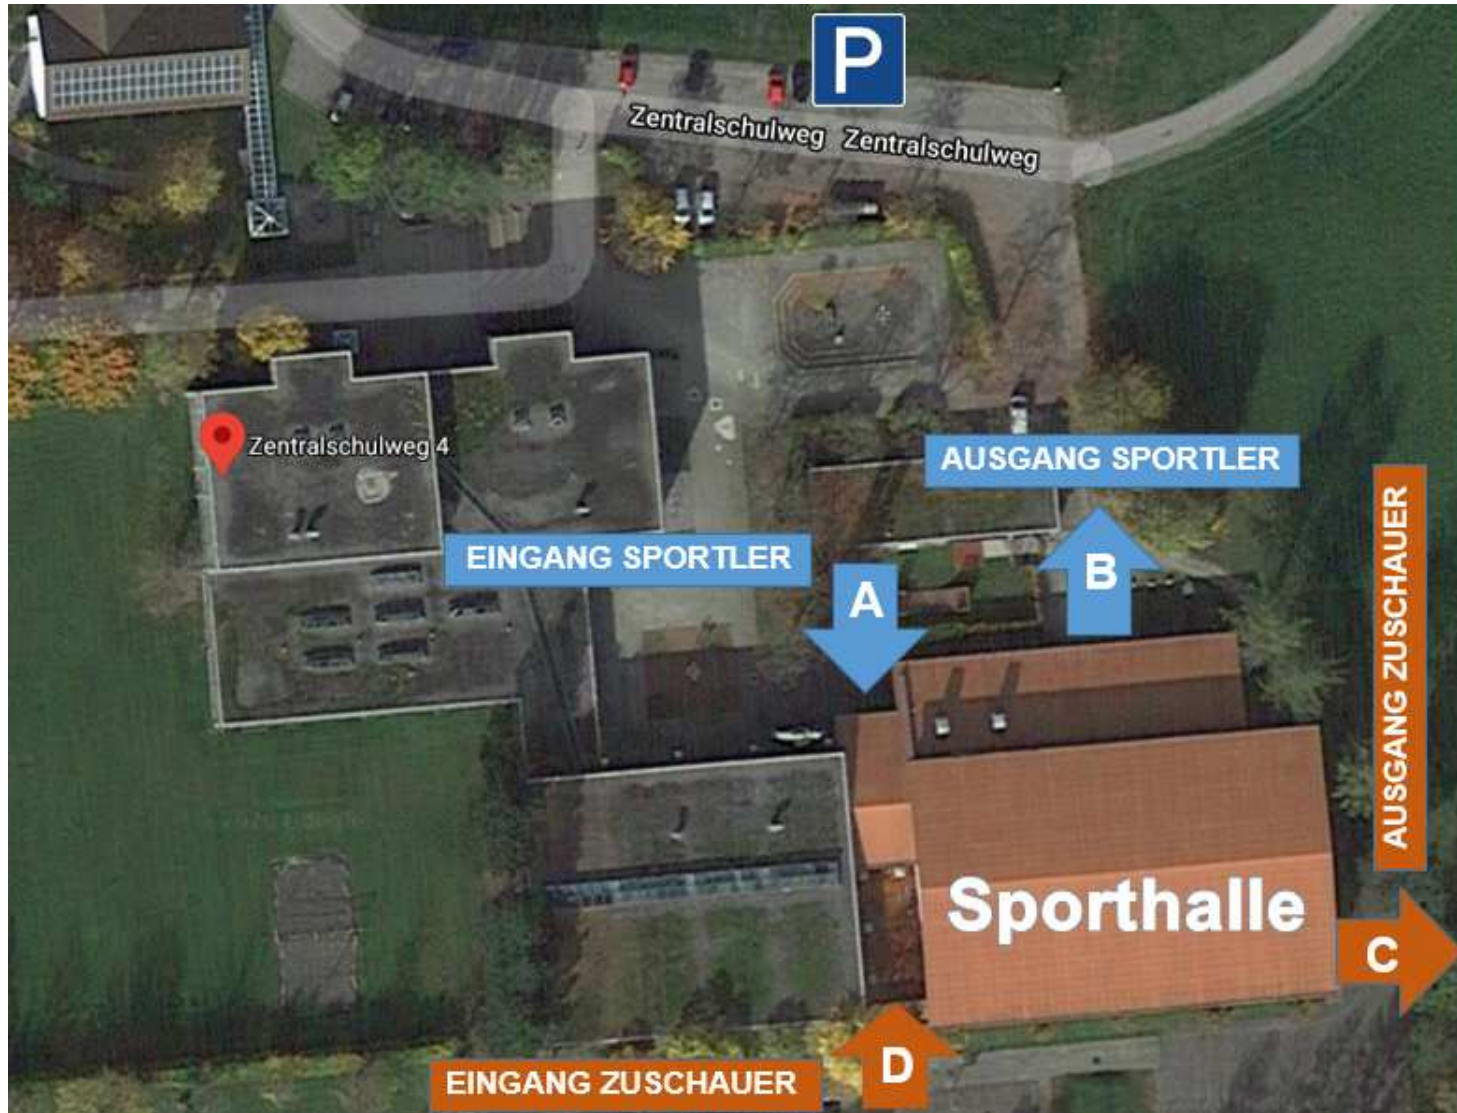 P
Zentralschulweg Zentralschulweg
Zentralschulweg 4
AUSGANG SPORTLER
EINGANG SPORTLER
A
B
AUSGANG ZUSCHAUER
Sporthalle
C
D
EINGANG ZUSCHAUER